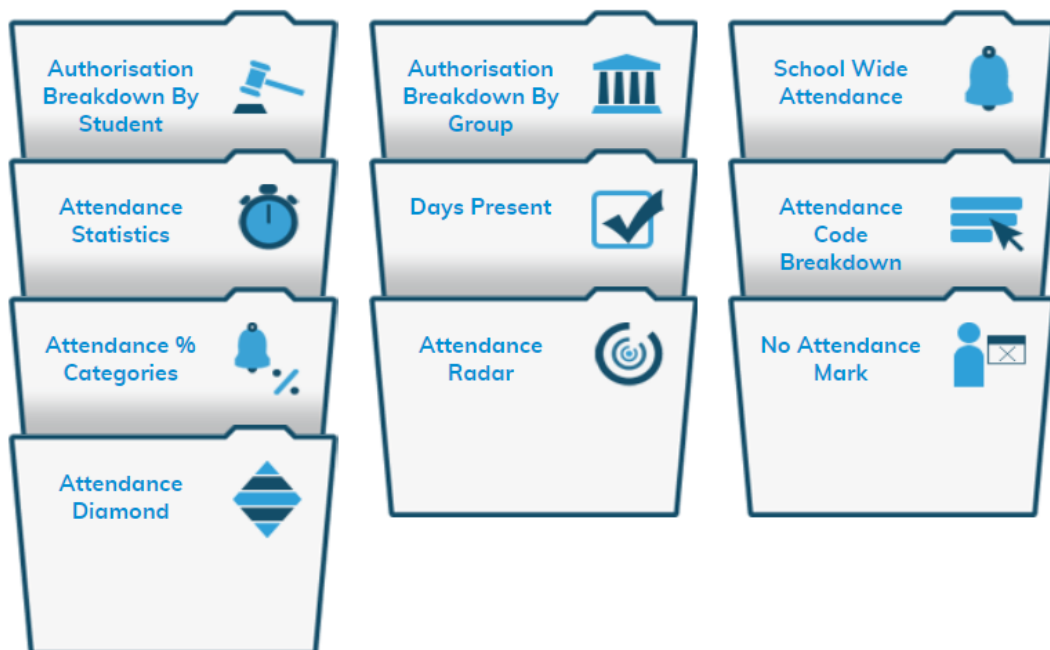 Authorisation
Breakdown By
Student
Authorisation
Breakdown By
Group
School Wide
Attendance
Attendance
Statistics
Days Present
Attendance
Code
Breakdown
Attendance %
Categories
Attendance
Radar
No Attendance
Mark
Attendance
Diamond